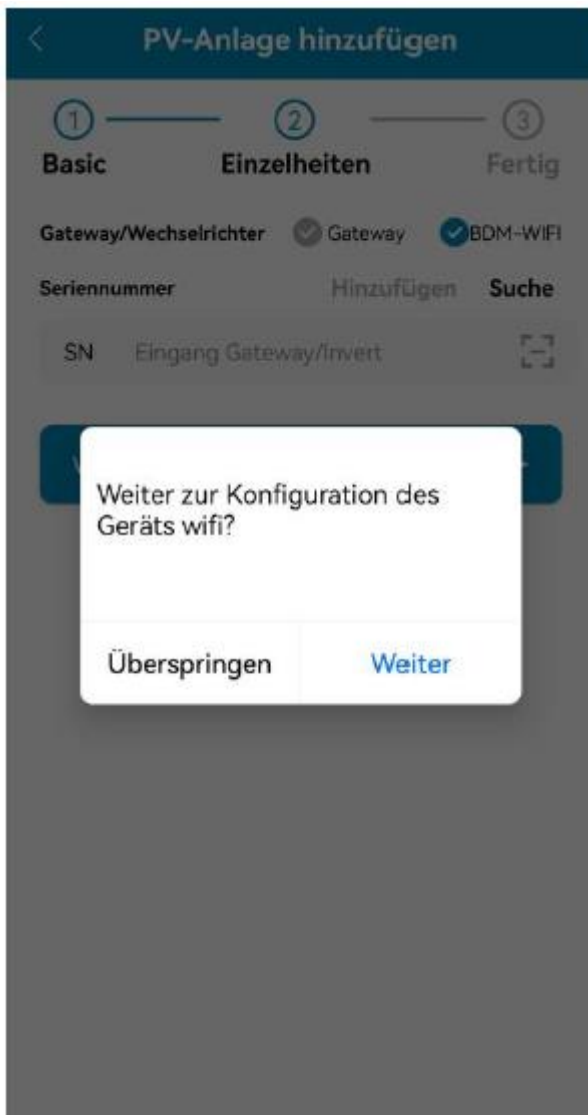 PV-Anlage hinzufügen
1 2 3
Basic Einzelheiten Fertig
Gateway/Wechselrichter Gateway BDM-WIFI
Seriennummer Hinzufügen Suche
SN Eingang Gateway/Invert
Weiter zur Konfiguration des
Geräts wifi?
Überspringen Weiter